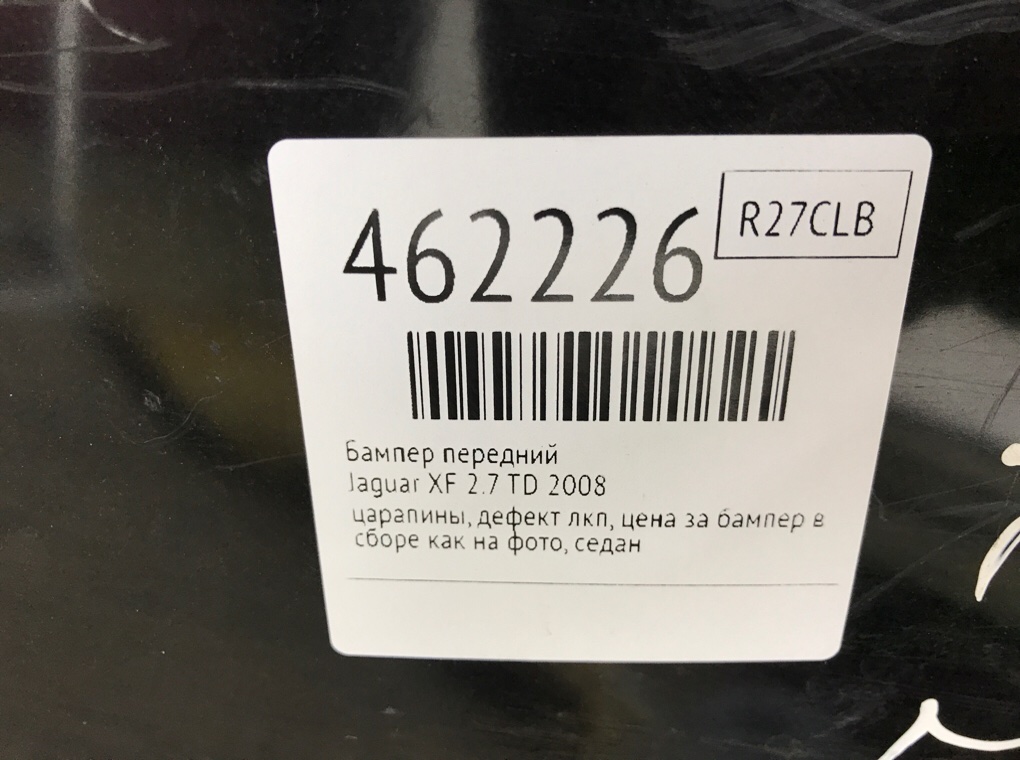 462226
R27CLB
Бампер передний
Jaguar XF 2.7 TD 2008
царапины, дефект лкп, цена за бампер в
сборе как на фото, седан